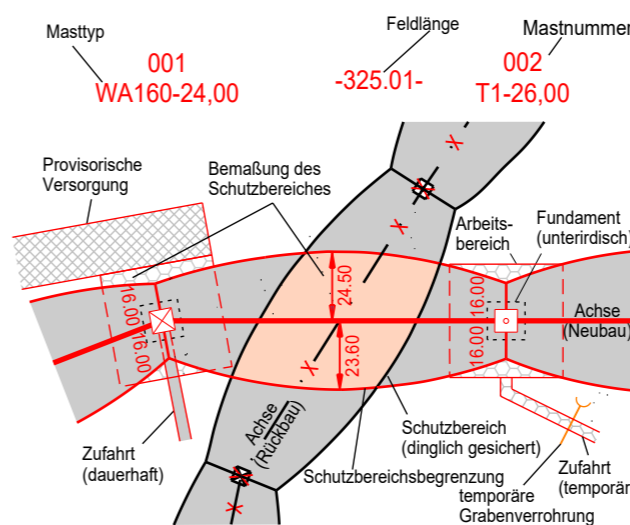 Masttyp
Feldlänge
Mastnummer
001
WA160-24,00
-325.01-
002
T1-26,00
Provisorische
Versorgung
Bemaßung des
Schutzbereiches
Arbeits-
bereich
Fundament
(unterirdisch)
16.00
16.00
24.50
23.60
16.00
16.00
Achse
(Neubau)
Achse
(Rückbau)
Zufahrt
(dauerhaft)
Schutzbereich
(dinglich gesichert)
Schutzbereichsbegrenzung
temporäre
Grabenverrohrung
Zufahrt
(temporär